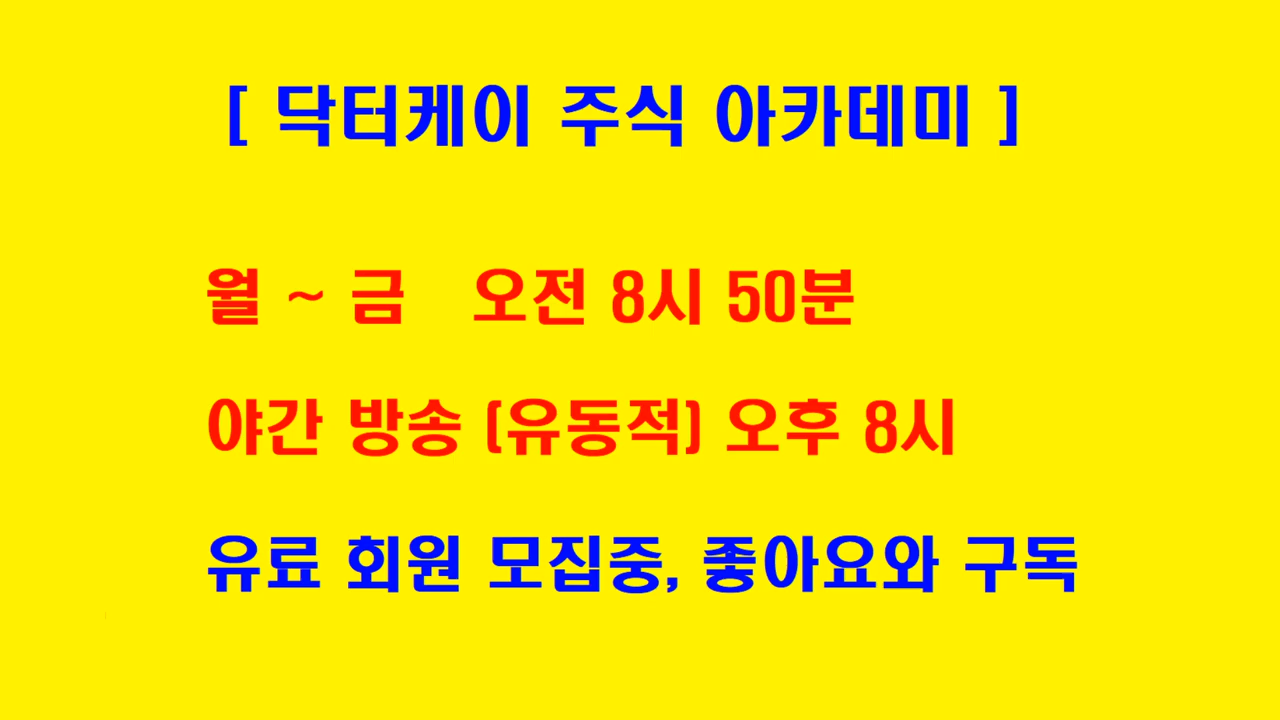 [ 닥터케이 주식 아카데미 ]
월 ~ 금 오전 8시 50분
야간 방송 (유동적) 오후 8시
유료 회원 모집중, 좋아요와 구독